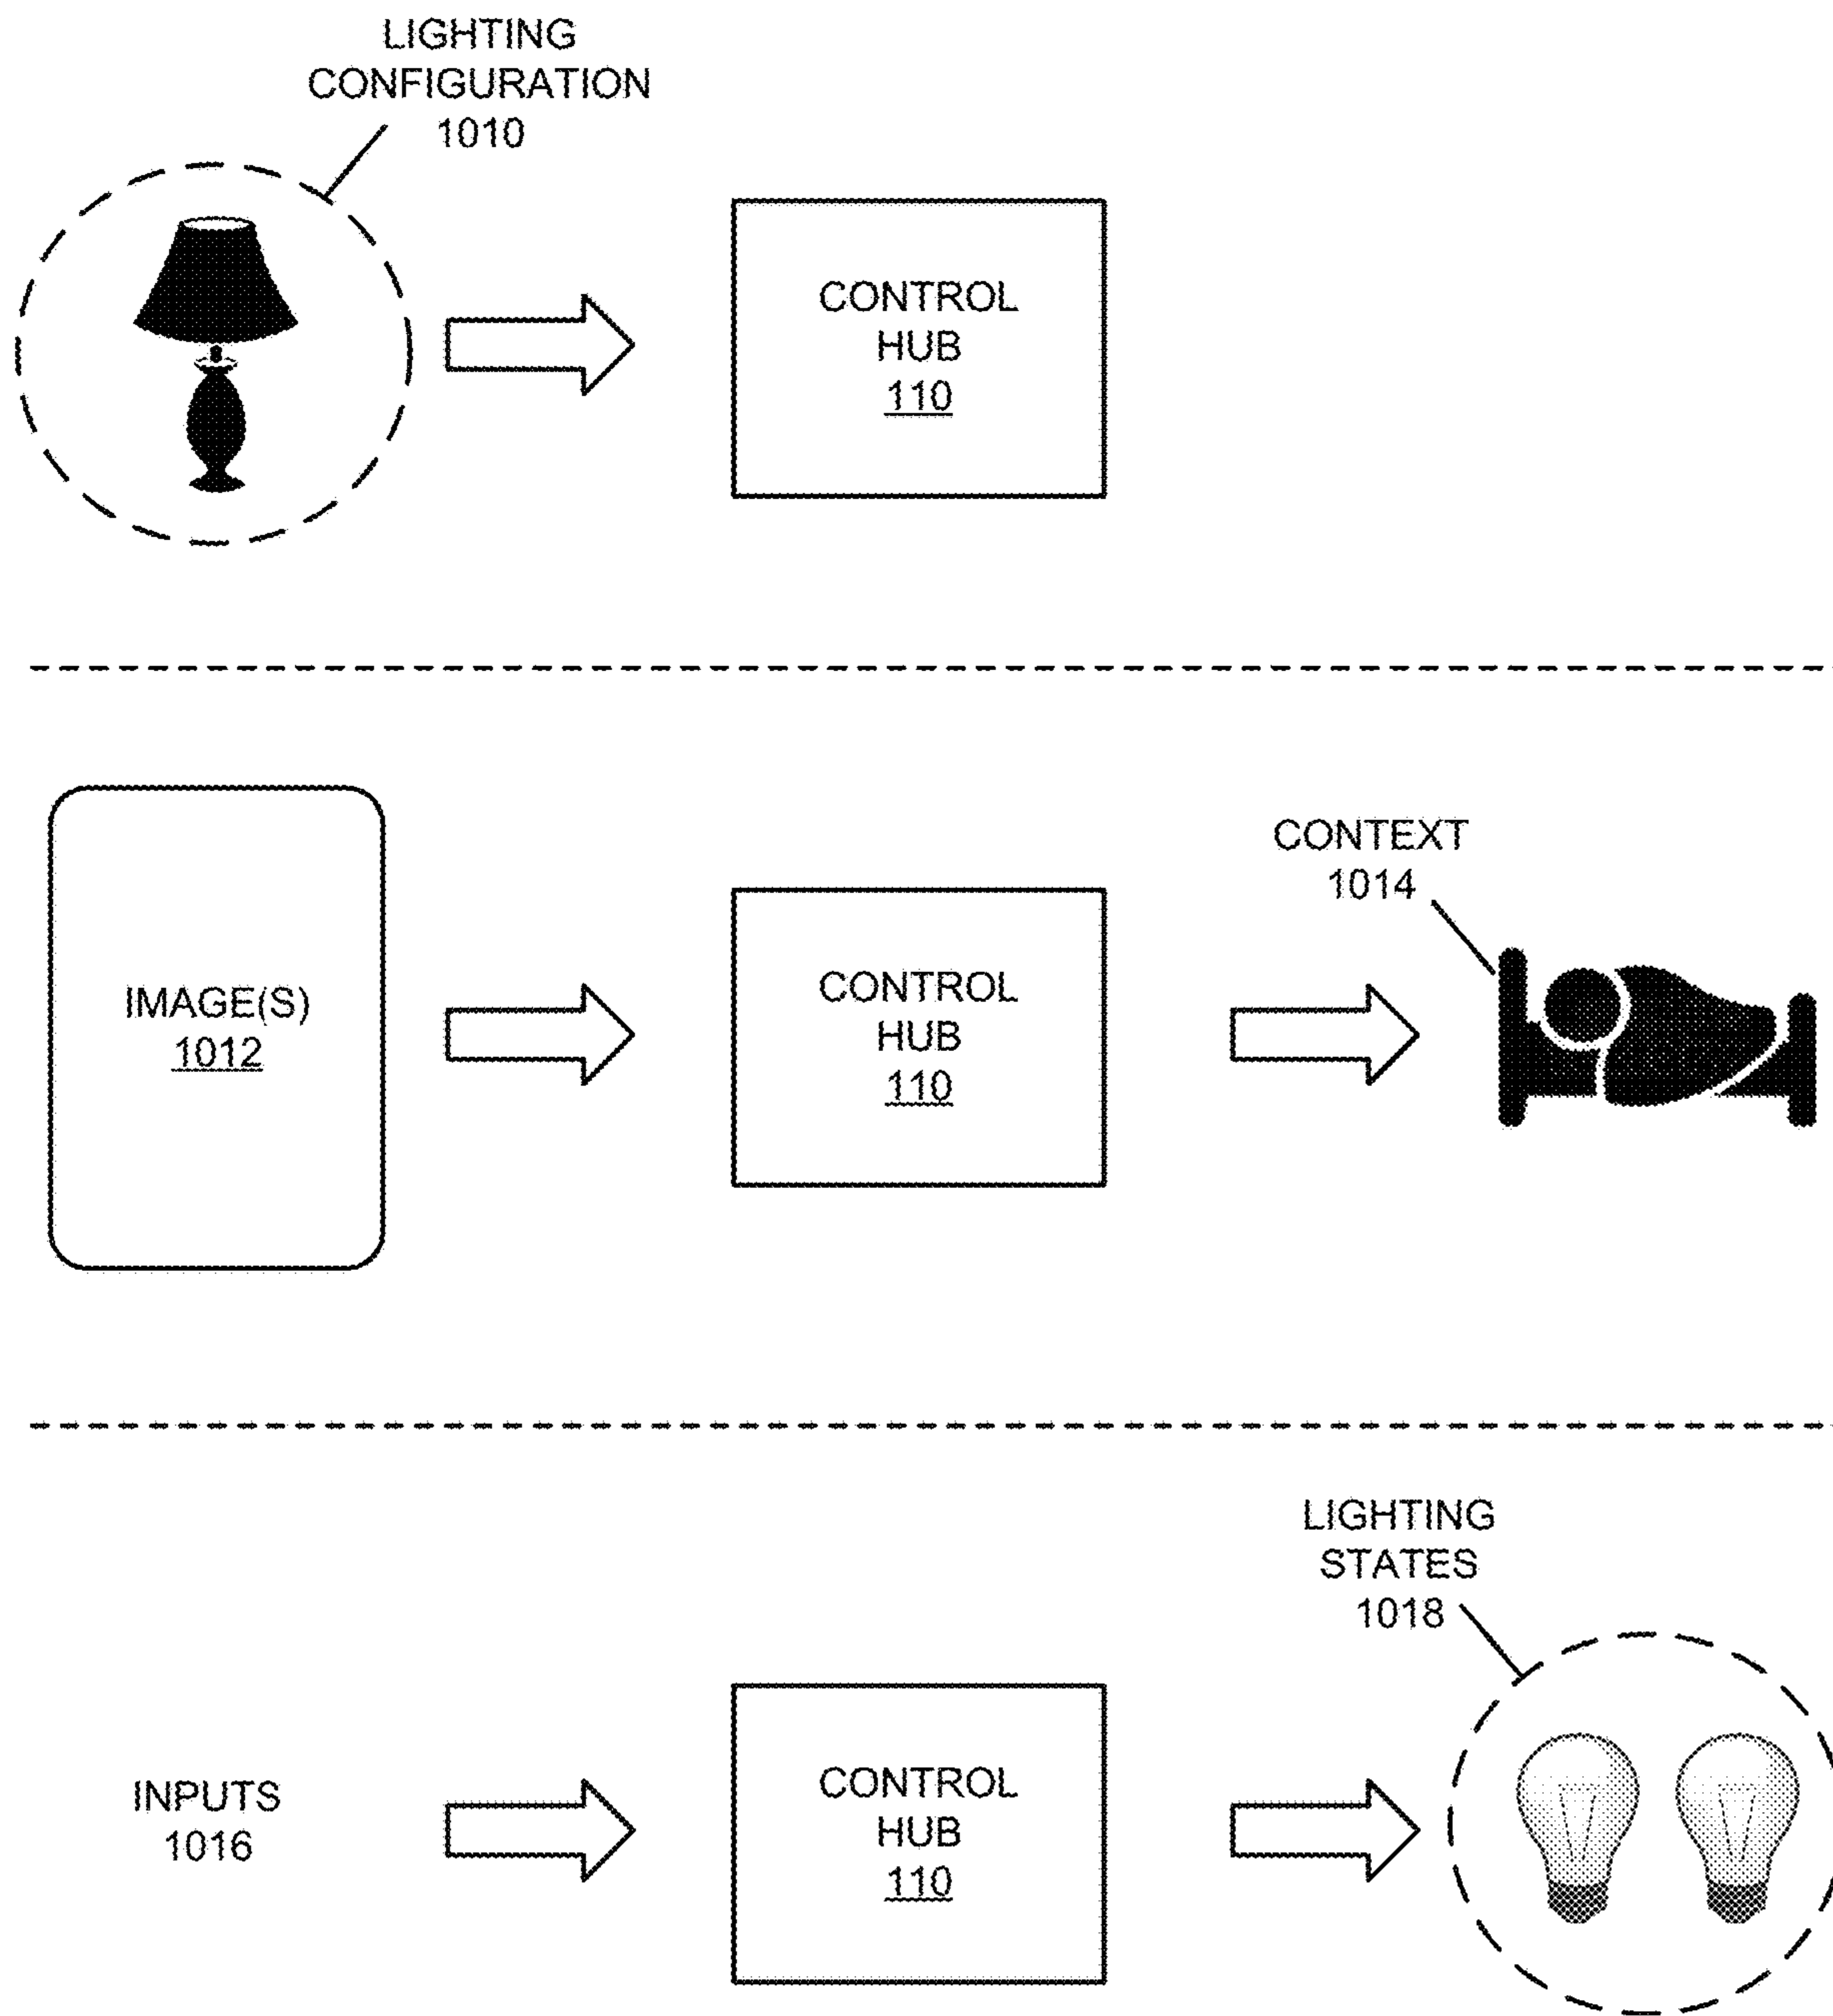 LIGHTING
CONFIGURATION
1010
CONTROL
HUB
110
IMAGE(S)
1012
CONTROL
HUB
110
CONTEXT
1014
LIGHTING
STATES
1018
INPUTS
1016
CONTROL
HUB
110